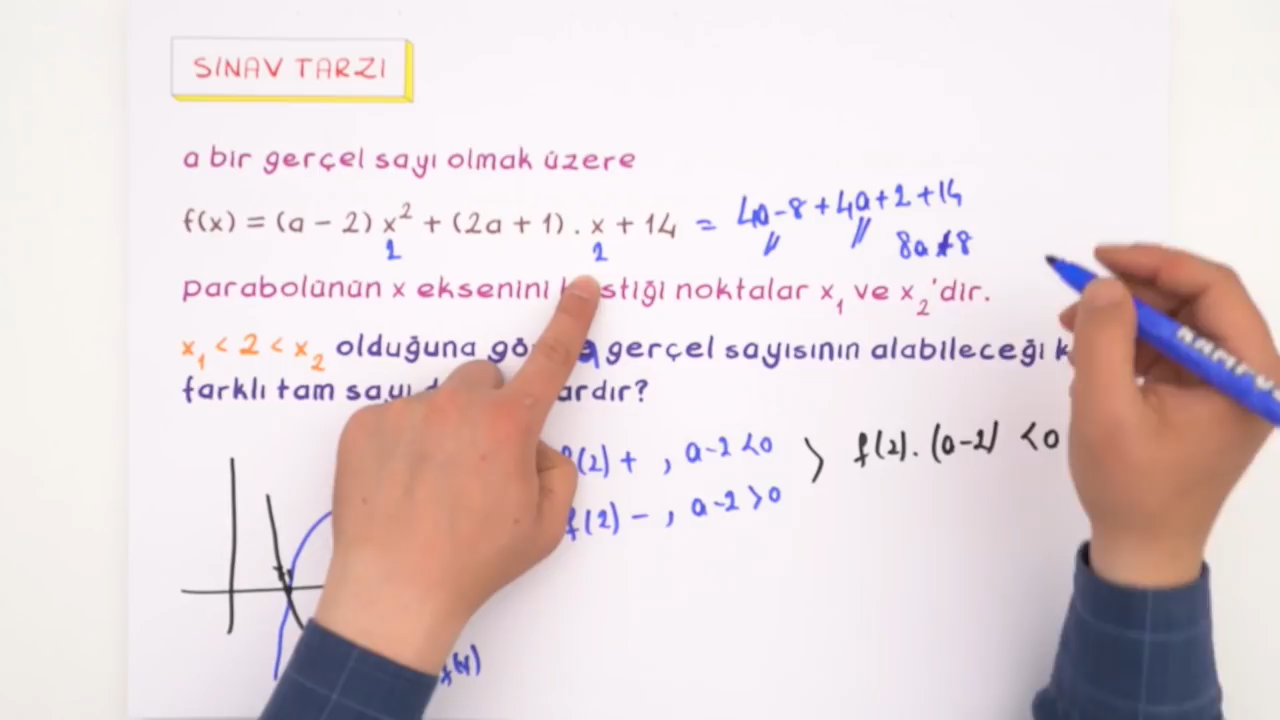 SINAV TARZI
a bir gerçel sayı olmak üzere
f(x) = (a - 2) x² + (2a + 1) . x + 14 = 4a-8+4a+2+14
2 2 8a+8
parabolünün x eksenini noktalar x₁ ve x₂'dir.
x₁ < 2 < x₂ olduğuna gerçel sayısının alabileceği
farklı tam
f(2) + , a-2 <0 > f(2). (a-2) <0
f(2) - , a-2 >0